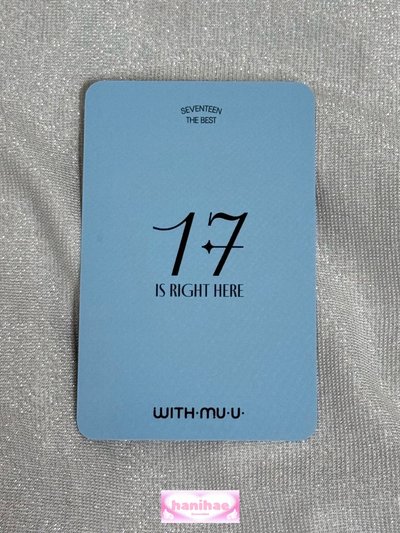 SEVENTEEN
THE BEST
17
IS RIGHT HERE
WITH·MU·U·
hanihae